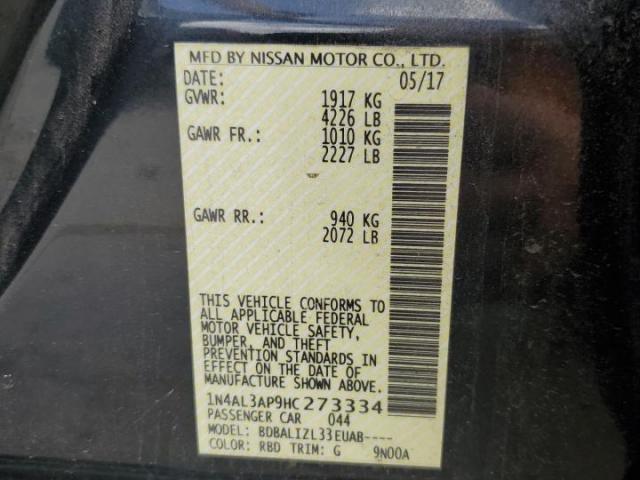 MFD BY NISSAN MOTOR CO., LTD.
DATE: 05/17
GVWR: 1917 KG
4226 LB
GAWR FR.: 1010 KG
2227 LB
GAWR RR.: 940 KG
2072 LB
THIS VEHICLE CONFORMS TO
ALL APPLICABLE FEDERAL
MOTOR VEHICLE SAFETY,
BUMPER, AND THEFT
PREVENTION STANDARDS IN
EFFECT ON THE DATE OF
MANUFACTURE SHOWN ABOVE.
1N4AL3AP9HC273334
PASSENGER CAR 044
MODEL: BDBALIZL33EUAB----
COLOR: RBD TRIM: G 9N00A